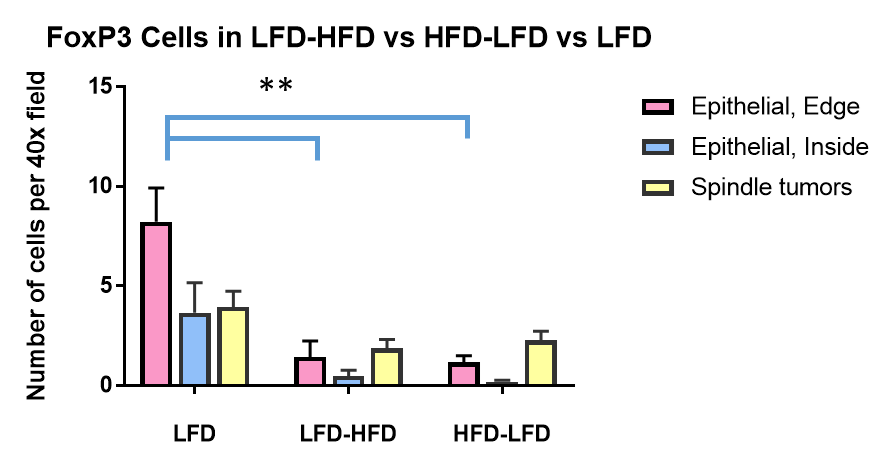 FoxP3 Cells in LFD-HFD vs HFD-LFD vs LFD
Number of cells per 40x field
15
10
5
0
**
LFD
LFD-HFD
HFD-LFD
Epithelial, Edge
Epithelial, Inside
Spindle tumors